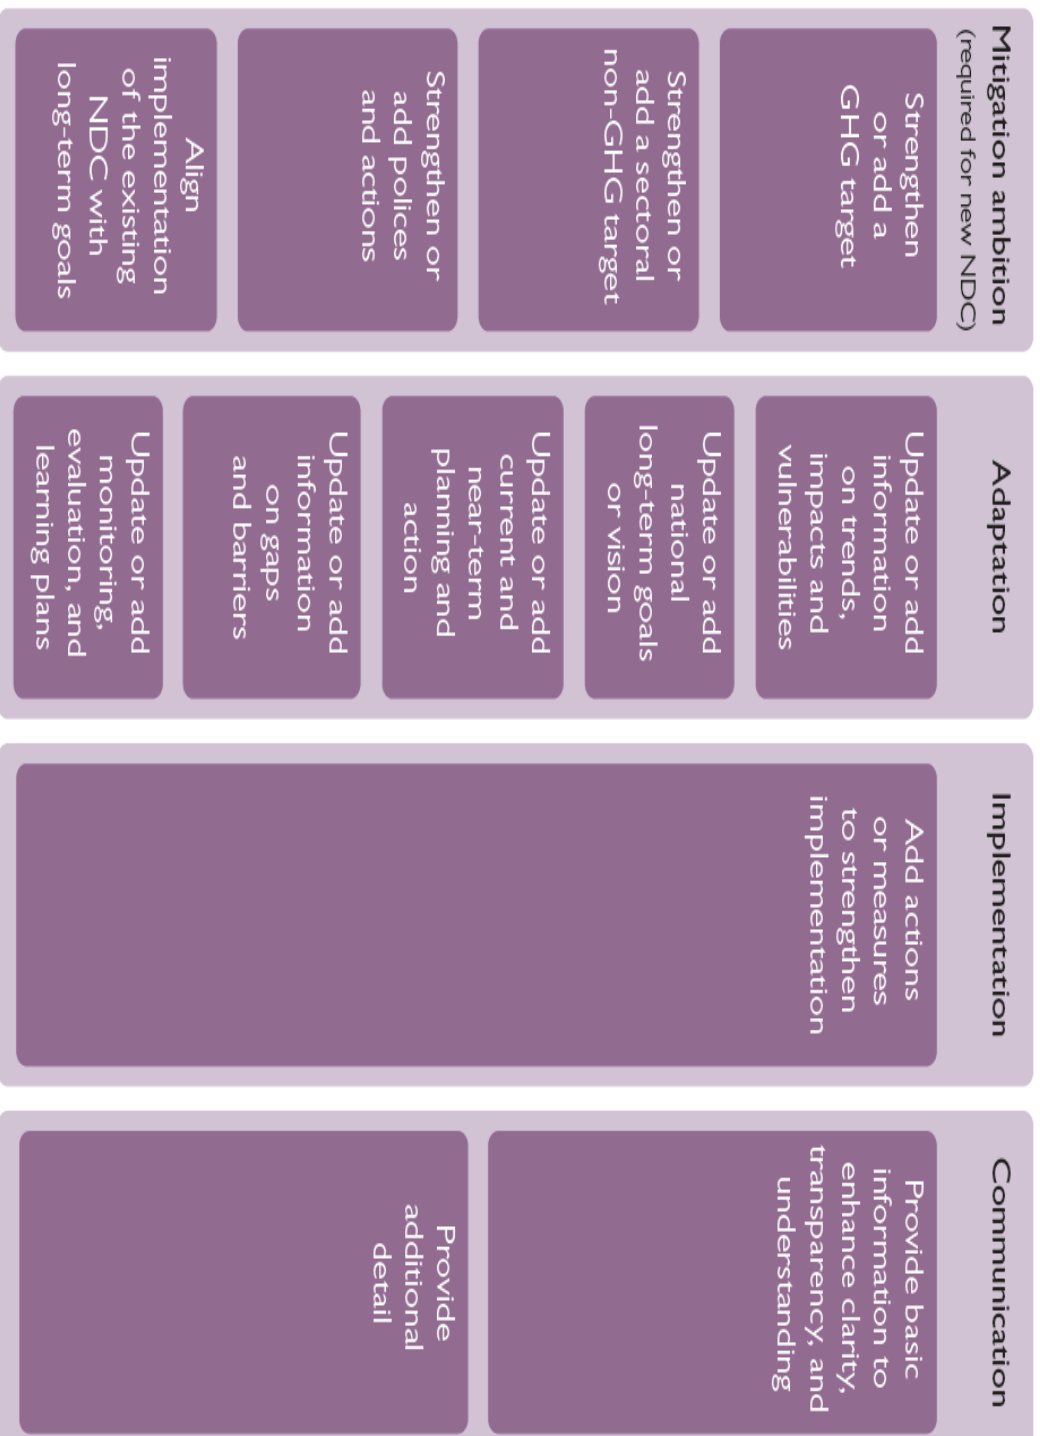 Mitigation ambition
(required for new NDC)
Strengthen
or add a
GHG target
Strengthen or
add a sectoral
non-GHG target
Strengthen or
add polices
and actions
Align
implementation
of the existing
NDC with
long-term goals
Adaptation
Update or add
information
on trends,
impacts and
vulnerabilities
Update or add
national
long-term goals
or vision
Update or add
current and
near-term
planning and
action
Update or add
information
on gaps
and barriers
Update or add
monitoring,
evaluation, and
learning plans
Implementation
Add actions
or measures
to strengthen
implementation
Communication
Provide basic
information to
enhance clarity,
transparency, and
understanding
Provide
additional
detail